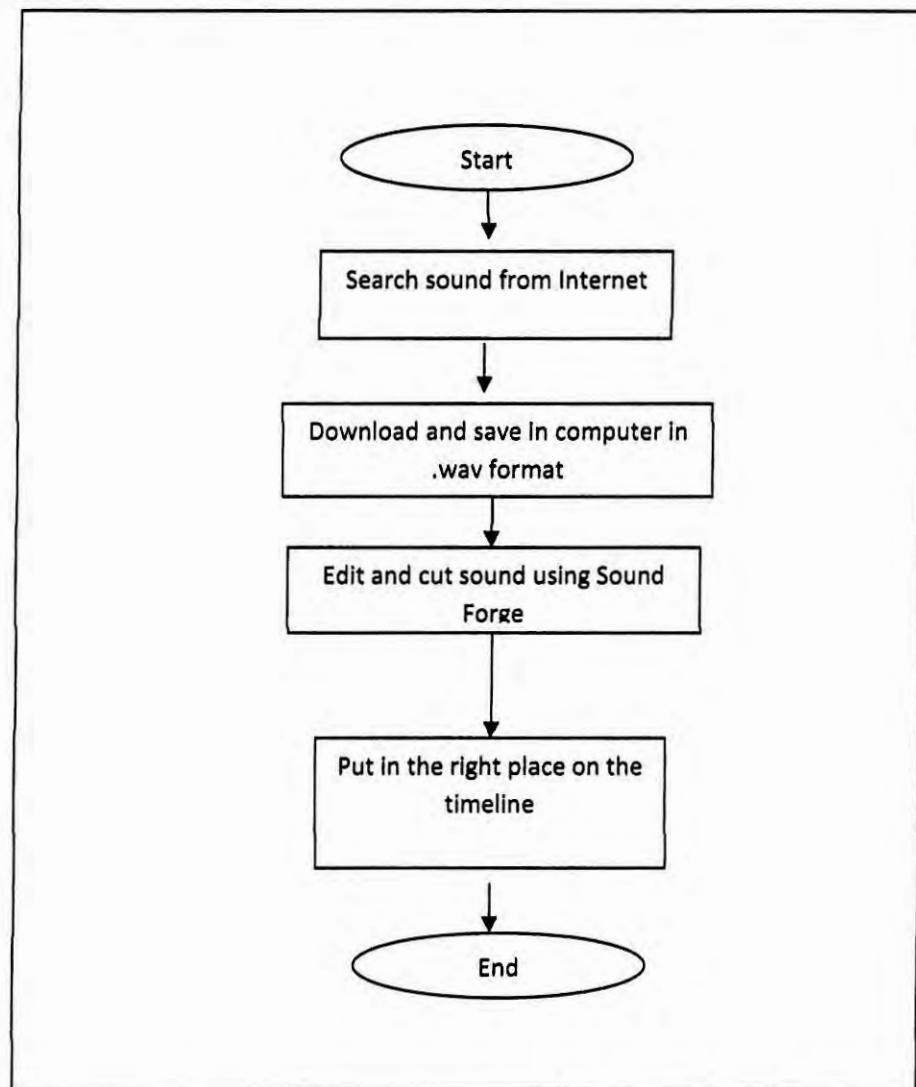 Start
Search sound from Internet
Download and save in computer in
.wav format
Edit and cut sound using Sound
Forge
Put in the right place on the
timeline
End